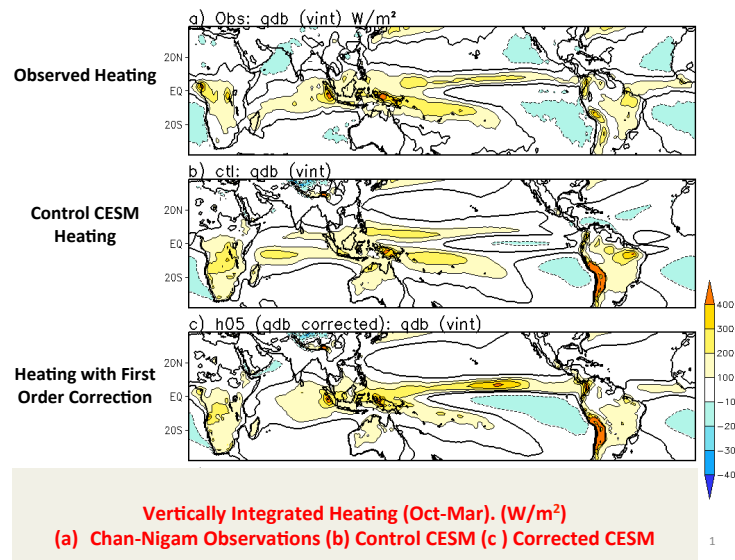 a) Obs: qdb (vint) W/m²
Observed Heating
20N
EQ
20S
b) ctl: qdb (vint)
Control CESM
Heating
20N
EQ
20S
c) h05 (qdb corrected): qdb (vint)
Heating with First
Order Correction
20N
EQ
20S
400
300
200
100
-100
-20
-30
-40
Vertically Integrated Heating (Oct-Mar). (W/m²)
(a) Chan-Nigam Observations (b) Control CESM (c ) Corrected CESM
1